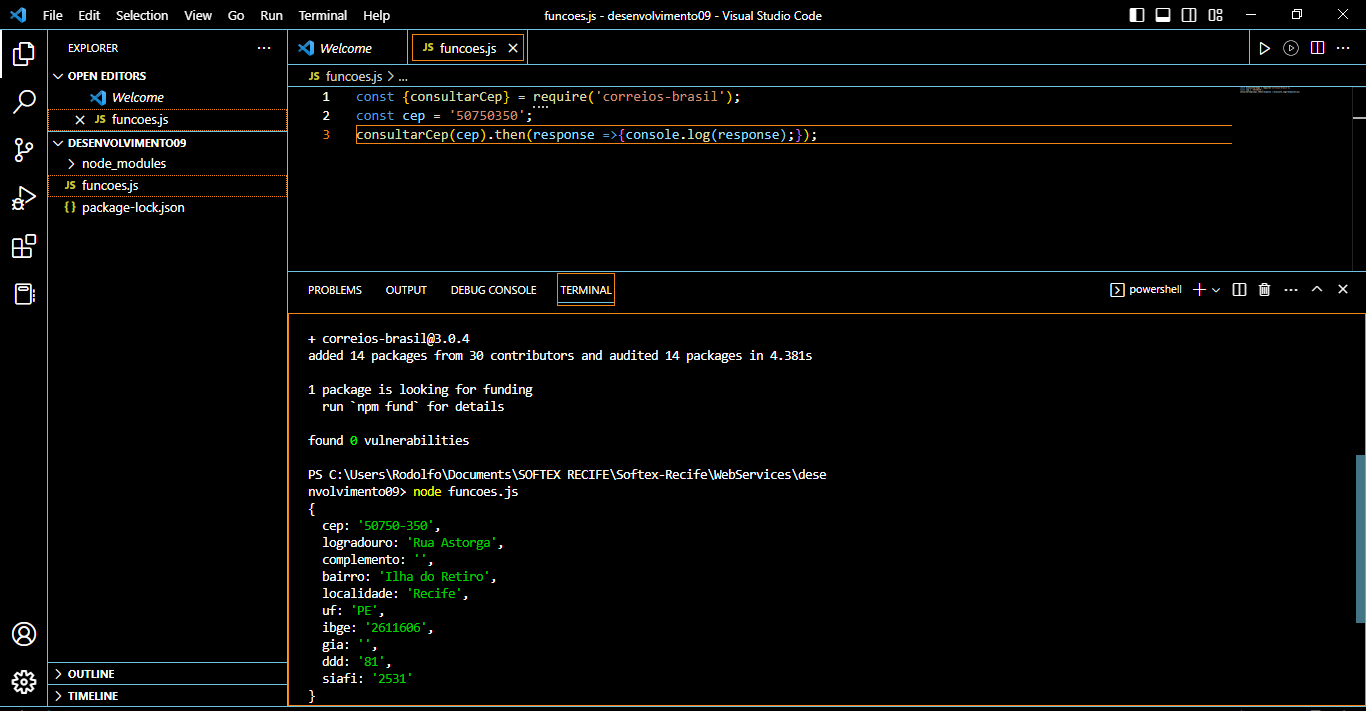 File Edit Selection View Go Run Terminal Help funcoes.js - desenvolvimento09 - Visual Studio Code
EXPLORER ...
OPEN EDITORS
Welcome
JS funcoes.js
DESENVOLVIMENTO09
node_modules
JS funcoes.js
{} package-lock.json
OUTLINE
TIMELINE
Welcome JS funcoes.js
JS funcoes.js > ...
1 const {consultarCep} = require('correios-brasil');
2 const cep = '50750350';
3 consultarCep(cep).then(response =>{console.log(response);});
PROBLEMS OUTPUT DEBUG CONSOLE TERMINAL powershell
+ correios-brasil@3.0.4
added 14 packages from 30 contributors and audited 14 packages in 4.381s
1 package is looking for funding
run `npm fund` for details
found 0 vulnerabilities
PS C:\Users\Rodolfo\Documents\SOFTEX RECIFE\Softex-Recife\WebServices\dese
nvolvimento09> node funcoes.js
{
cep: '50750-350',
logradouro: 'Rua Astorga',
complemento: '',
bairro: 'Ilha do Retiro',
localidade: 'Recife',
uf: 'PE',
ibge: '2611606',
gia: '',
ddd: '81',
siafi: '2531'
}